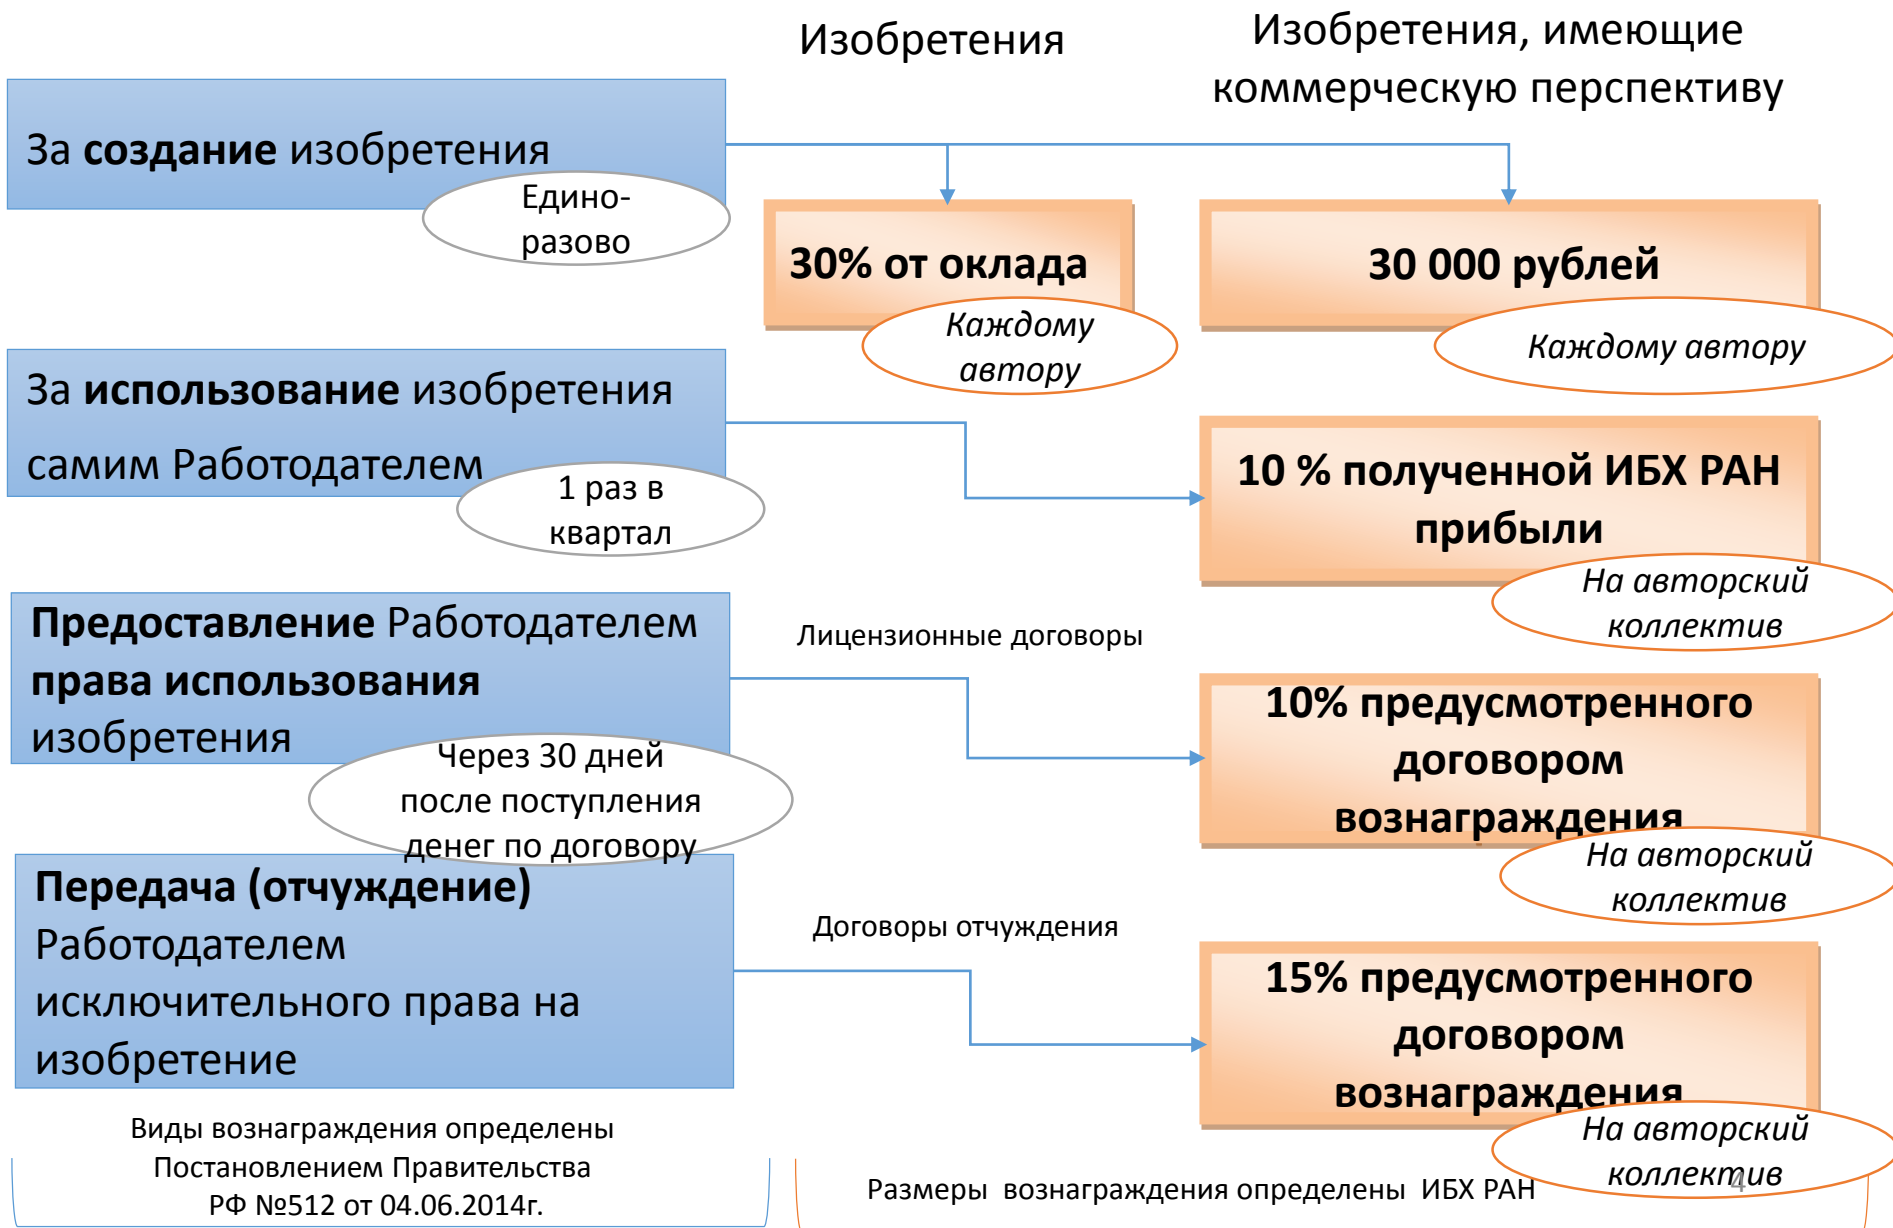 Изобретения
Изобретения, имеющие
коммерческую перспективу
За создание изобретения
Едино-
разово
30% от оклада
Каждому
автору
30 000 рублей
Каждому автору
За использование изобретения
самим Работодателем
1 раз в
квартал
10 % полученной ИБХ РАН
прибыли
На авторский
коллектив
Предоставление Работодателем
права использования
изобретения
Через 30 дней
после поступления
денег по договору
Лицензионные договоры
10% предусмотренного
договором
вознаграждения
На авторский
коллектив
Передача (отчуждение)
Работодателем
исключительного права на
изобретение
Договоры отчуждения
15% предусмотренного
договором
вознаграждения
На авторский
коллектив
Виды вознаграждения определены
Постановлением Правительства
РФ №512 от 04.06.2014г.
Размеры  вознаграждения определены  ИБХ РАН
4